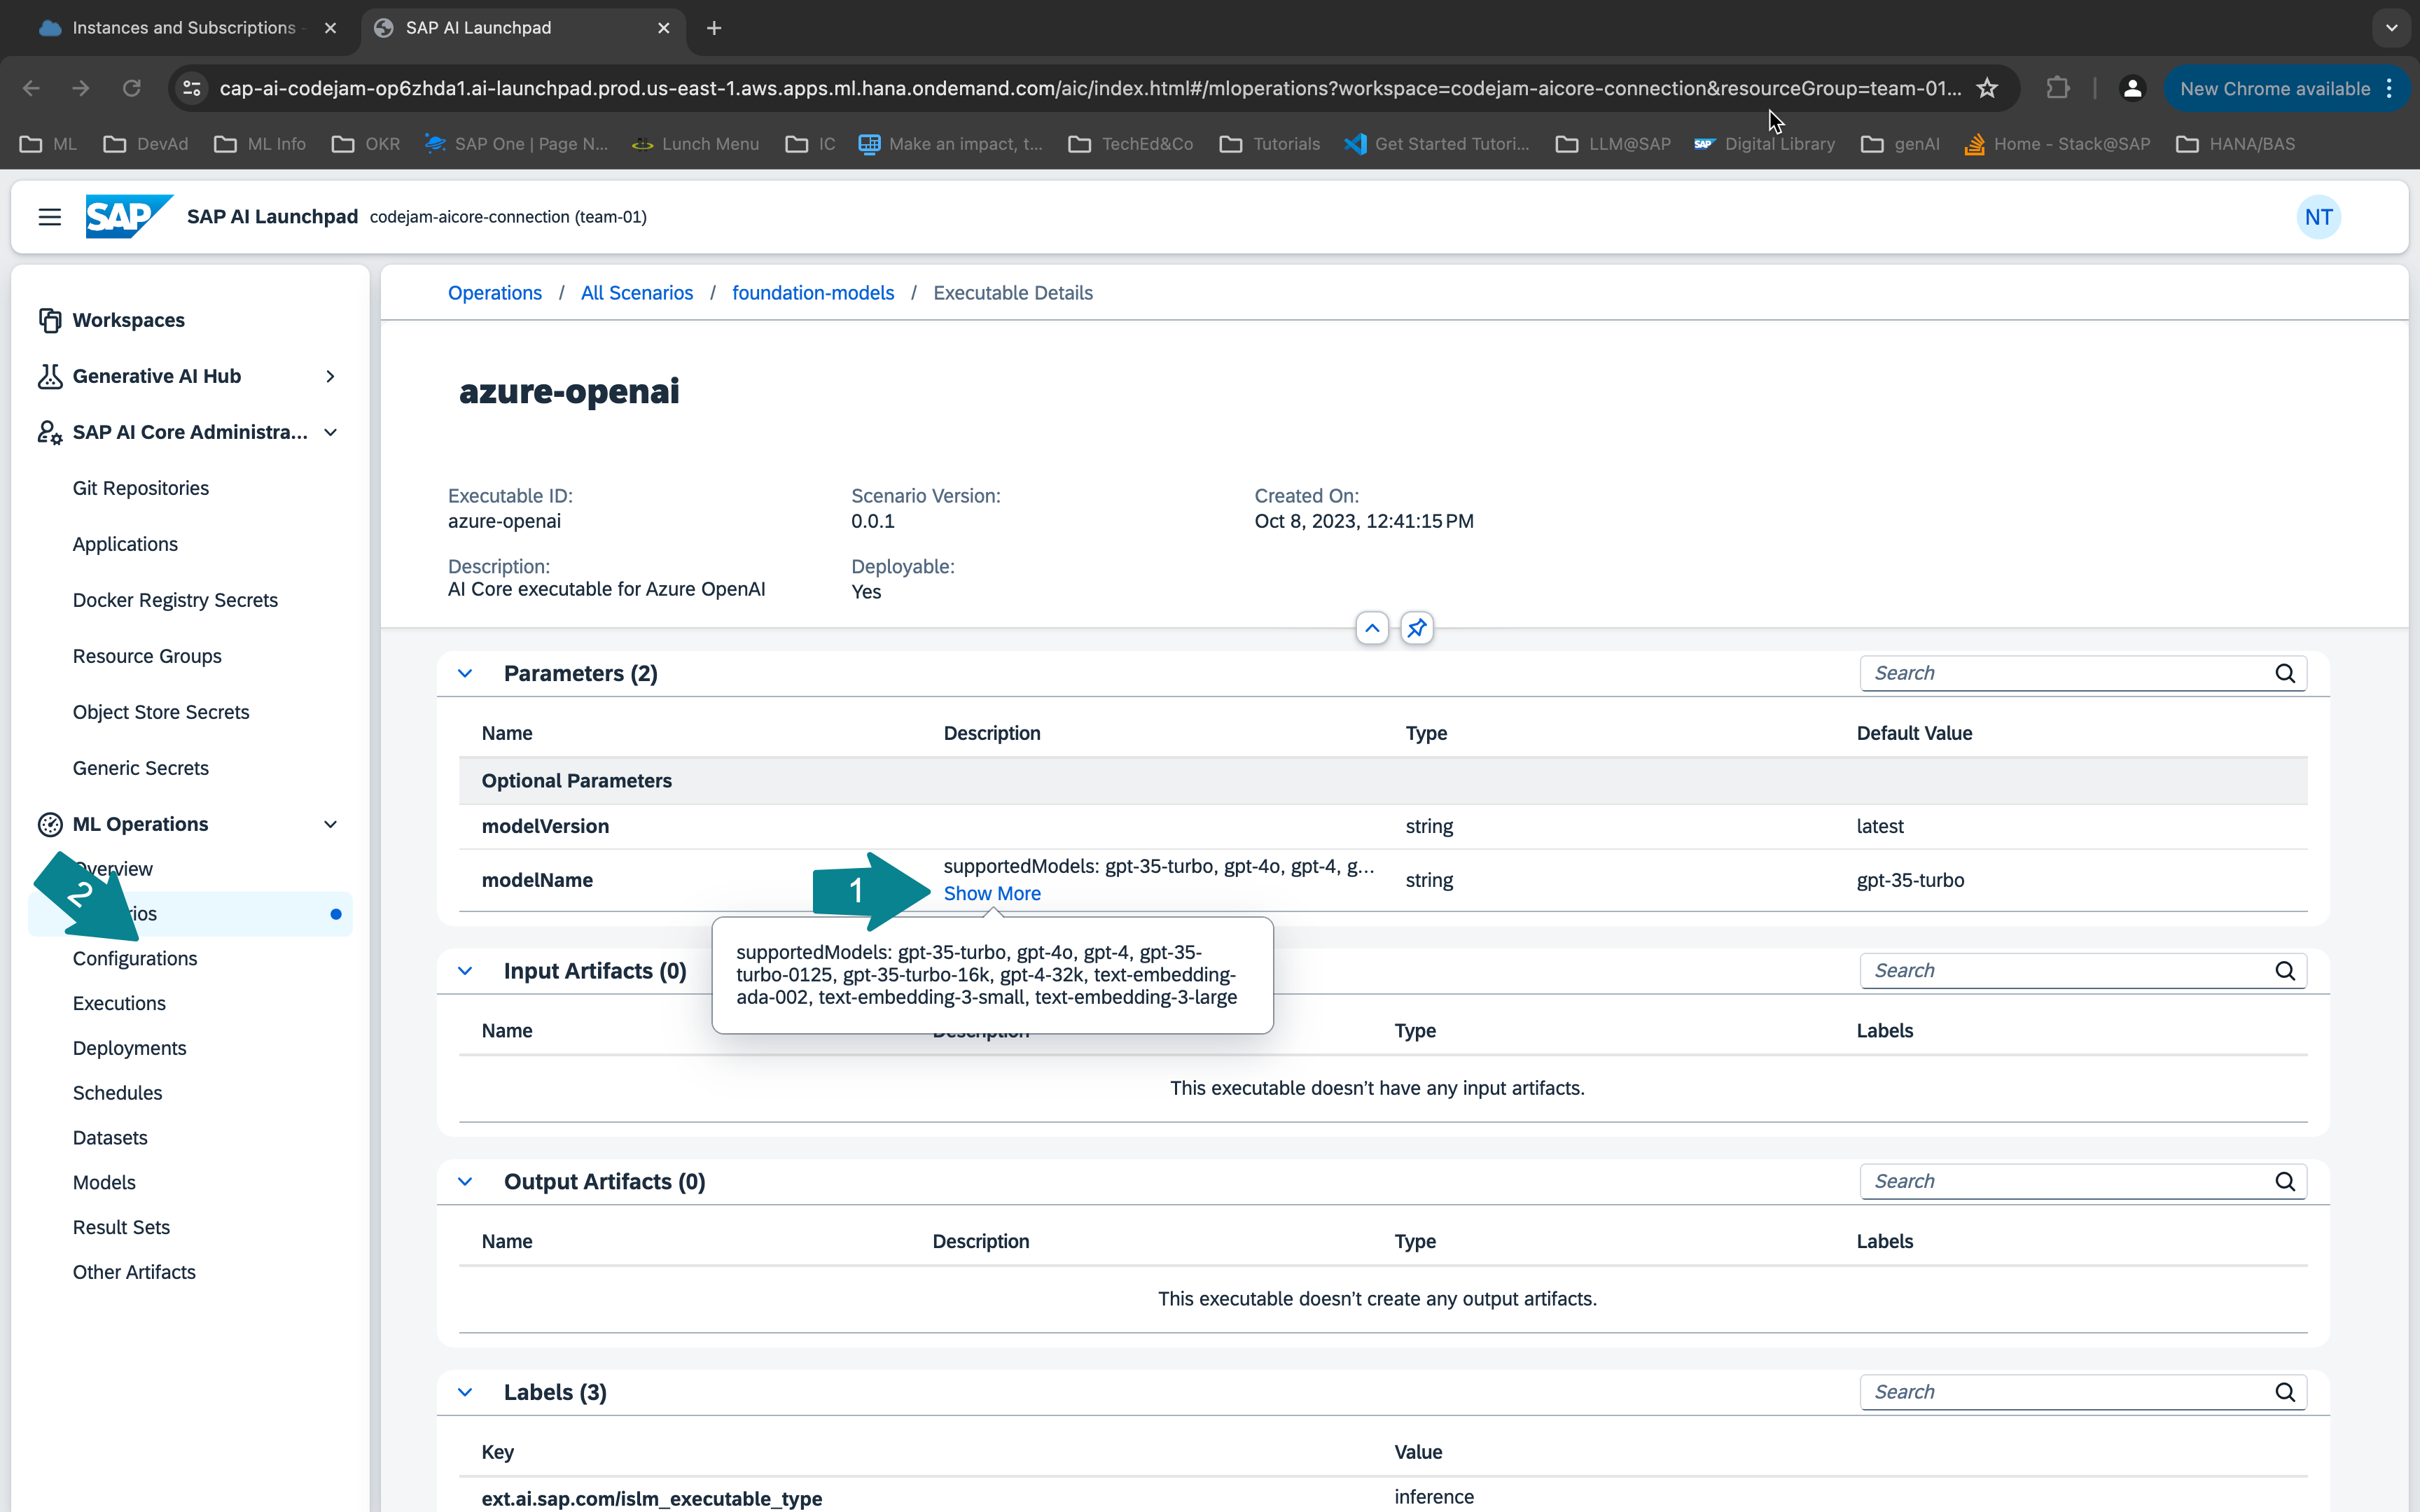 Instances and Subscriptions -
SAP AI Launchpad
cap-ai-codejam-op6zhda1.ai-launchpad.prod.us-east-1.aws.apps.ml.hana.ondemand.com/aic/index.html#/mloperations?workspace=codejam-aicore-connection&resourceGroup=team-01...
New Chrome available
ML
DevAd
ML Info
OKR
SAP One | Page N...
Lunch Menu
IC
Make an impact, t...
TechEd&Co
Tutorials
Get Started Tutori...
LLM@SAP
SAP
Digital Library
genAI
Home - Stack@SAP
HANA/BAS
SAP
SAP AI Launchpad codejam-aicore-connection (team-01)
NT
Workspaces
Generative AI Hub
SAP AI Core Administra...
Git Repositories
Applications
Docker Registry Secrets
Resource Groups
Object Store Secrets
Generic Secrets
ML Operations
Overview
2
ios
Configurations
Executions
Deployments
Schedules
Datasets
Models
Result Sets
Other Artifacts
Operations / All Scenarios / foundation-models / Executable Details
azure-openai
Executable ID:
azure-openai
Scenario Version:
0.0.1
Created On:
Oct 8, 2023, 12:41:15 PM
Description:
AI Core executable for Azure OpenAI
Deployable:
Yes
Parameters (2)
Search
Name Description Type Default Value
Optional Parameters
modelVersion string latest
modelName supportedModels: gpt-35-turbo, gpt-4o, gpt-4, g... string gpt-35-turbo
1
Show More
supportedModels: gpt-35-turbo, gpt-4o, gpt-4, gpt-35-
turbo-0125, gpt-35-turbo-16k, gpt-4-32k, text-embedding-
ada-002, text-embedding-3-small, text-embedding-3-large
Input Artifacts (0)
Search
Name Description Type Labels
This executable doesn't have any input artifacts.
Output Artifacts (0)
Search
Name Description Type Labels
This executable doesn't create any output artifacts.
Labels (3)
Search
Key Value
ext.ai.sap.com/islm_executable_type inference